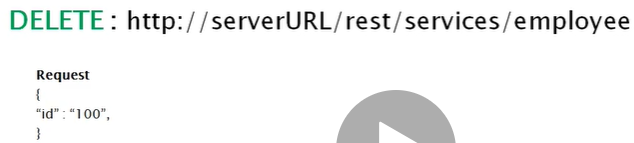 DELETE : http://serverURL/rest/services/employee
Request
{
“id” : “100”,
}